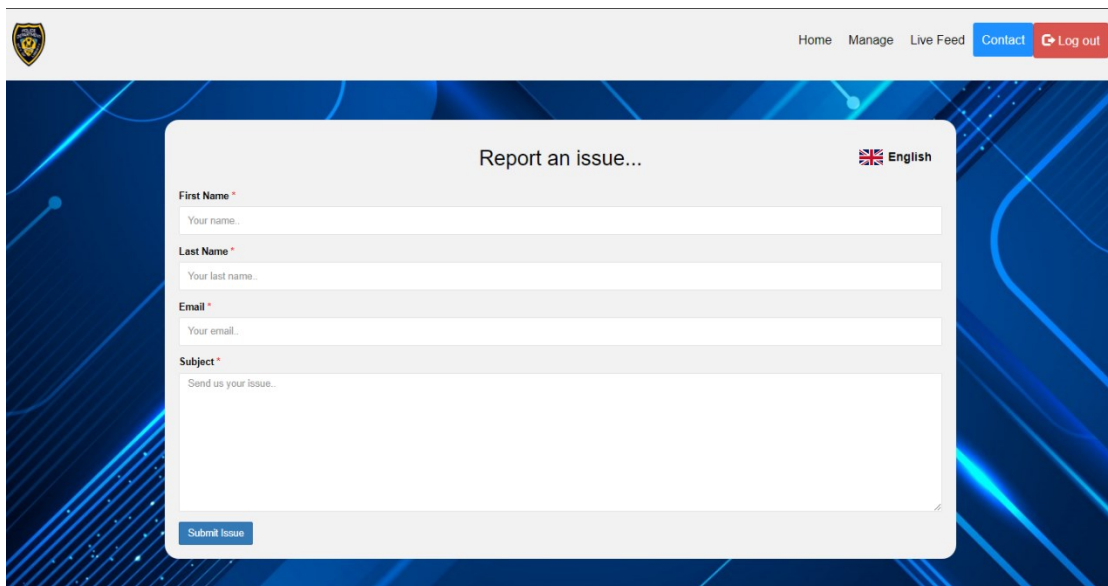 Home Manage Live Feed Contact Log out
Report an issue...
English
First Name *
Your name..
Last Name *
Your last name..
Email *
Your email..
Subject *
Send us your issue..
Submit Issue